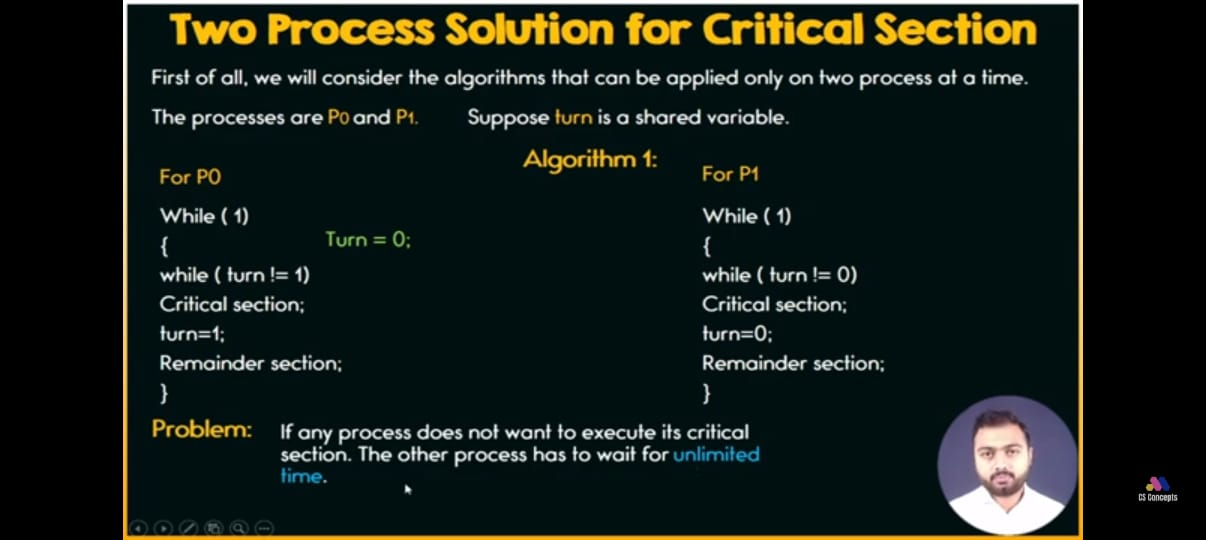 Two Process Solution for Critical Section
First of all, we will consider the algorithms that can be applied only on two process at a time.
The processes are P0 and P1. Suppose turn is a shared variable.
Algorithm 1:
For P0
While ( 1)
{
Turn = 0;
while ( turn != 1)
Critical section;
turn=1;
Remainder section;
}
For P1
While ( 1)
{
while ( turn != 0)
Critical section;
turn=0;
Remainder section;
}
Problem: If any process does not want to execute its critical
section. The other process has to wait for unlimited
time.
CS Concepts